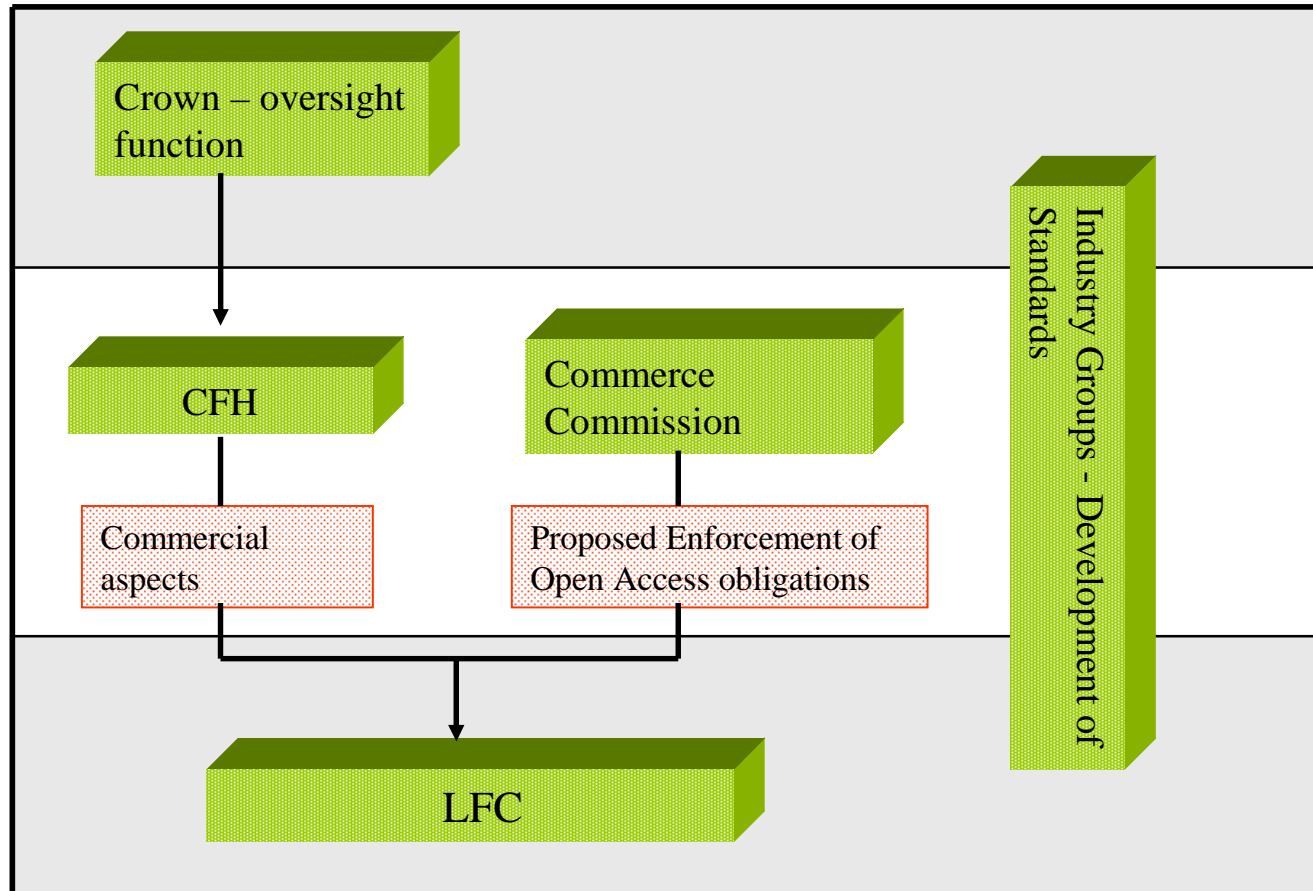 Crown – oversight
function
CFH
Commerce
Commission
Commercial
aspects
Proposed Enforcement of
Open Access obligations
LFC
Industry Groups - Development of
Standards